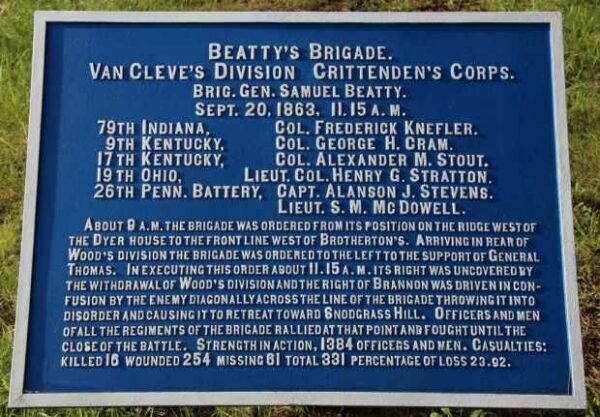 BEATTY'S BRIGADE.
VAN CLEVE'S DIVISION CRITTENDEN'S CORPS.
BRIG. GEN. SAMUEL BEATTY.
SEPT. 20, 1863, 11.15 A.M.
79TH INDIANA, COL. FREDERICK KNEFLER.
9TH KENTUCKY, COL. GEORGE H. CRAM.
17TH KENTUCKY, COL. ALEXANDER M. STOUT.
19TH OHIO, LIEUT. COL. HENRY G. STRATTON.
26TH PENN. BATTERY, CAPT. ALANSON J. STEVENS.
LIEUT. S. M. MCDOWELL.
ABOUT 9 A.M. THE BRIGADE WAS ORDERED FROM ITS POSITION ON THE RIDGE WEST OF
THE DYER HOUSE TO THE FRONT LINE WEST OF BROTHERTON'S. ARRIVING IN REAR OF
WOOD'S DIVISION THE BRIGADE WAS ORDERED TO THE LEFT TO THE SUPPORT OF GENERAL
THOMAS. IN EXECUTING THIS ORDER ABOUT 11.15 A.M. ITS RIGHT WAS UNCOVERED BY
THE WITHDRAWAL OF WOOD'S DIVISION AND THE RIGHT OF BRANNON WAS DRIVEN IN CON-
FUSION BY THE ENEMY DIAGONALLY ACROSS THE LINE OF THE BRIGADE THROWING IT INTO
DISORDER AND CAUSING IT TO RETREAT TOWARD SNODGRASS HILL. OFFICERS AND MEN
OF ALL THE REGIMENTS OF THE BRIGADE RALLIED AT THAT POINT AND FOUGHT UNTIL THE
CLOSE OF THE BATTLE. STRENGTH IN ACTION, 1384 OFFICERS AND MEN. CASUALTIES:
KILLED 16 WOUNDED 254 MISSING 61 TOTAL 331 PERCENTAGE OF LOSS 23.92.